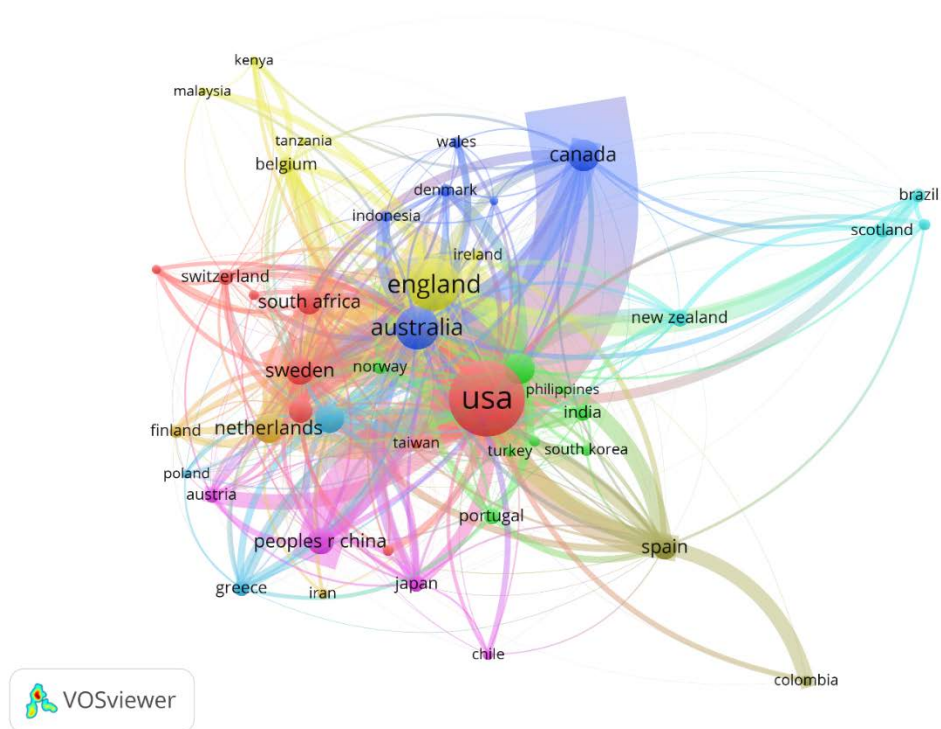 kenya
malaysia
tanzania
wales
canada
belgium
denmark
brazil
indonesia
scotland
ireland
switzerland
england
south africa
new zealand
australia
norway
sweden
philippines
usa
india
finland
netherlands
taiwan
turkey
south korea
poland
austria
portugal
peoples r china
spain
japan
greece
iran
chile
colombia
VOSviewer